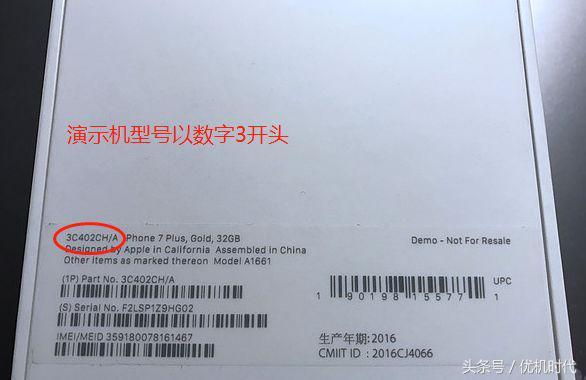 演示机型号以数字3开头
3C402CH/A iPhone 7 Plus, Gold, 32GB
Demo - Not For Resale
Designed by Apple in California Assembled in China
Other items as marked thereon Model A1661
(1P) Part No. 3C402CH/A
UPC
1 90198 15577 1
(S) Serial No. F2LSP1Z9HG02
IMEI/MEID 359180078161467
生产年期: 2016
CMIIT ID: 2016CJ4066
头条号 / 优机时代